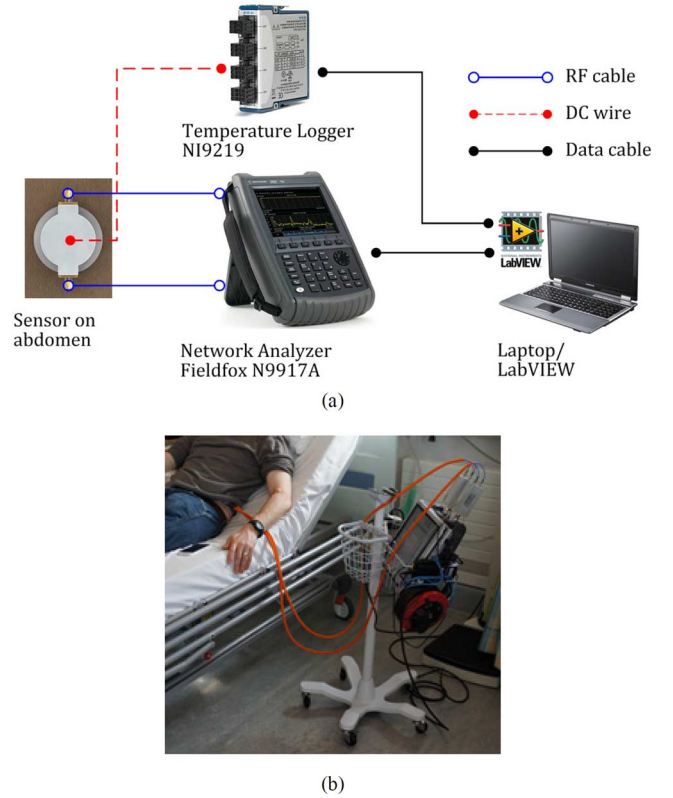 Temperature Logger
NI9219
RF cable
DC wire
Data cable
Sensor on
abdomen
Network Analyzer
Fieldfox N9917A
LabVIEW
Laptop/
LabVIEW
(a)
(b)